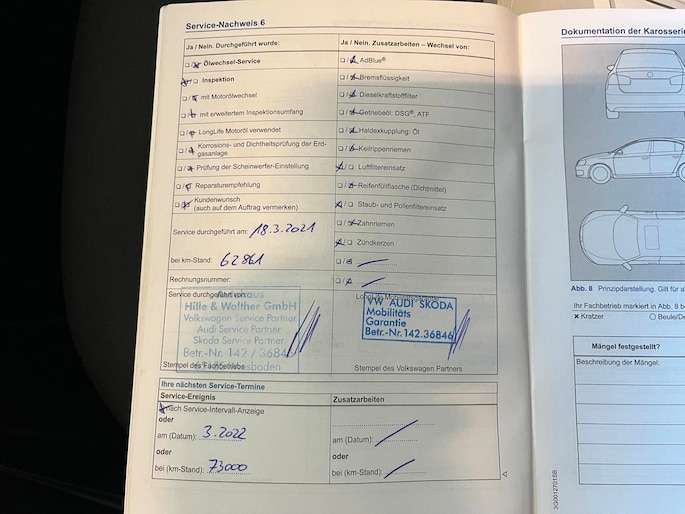 Service-Nachweis 6
Ja / Nein. Durchgeführt wurde:
Ölwechsel-Service
Inspektion
mit Motorölwechsel
mit erweitertem Inspektionsumfang
LongLife Motoröl verwendet
Korrosions- und Dichtheitsprüfung der Erd-
gasanlage
Prüfung der Scheinwerfer-Einstellung
Reparaturempfehlung
Kundenwunsch
(auch auf dem Auftrag vermerken)
Service durchgeführt am: 18.3.2021
bei km-Stand: 62861
Rechnungsnummer:
Service durchgeführt von:
Hille & Walther GmbH
Volkswagen Service Partner
Audi Service Partner
Skoda Service Partner
Betr.-Nr. 142 / 36846
Stempel des Fachbetriebs
Ja / Nein. Zusatzarbeiten – Wechsel von:
AdBlue®
Bremsflüssigkeit
Dieselkraftstofffilter
Getriebeöl: DSG®, ATF
Haldexkupplung: Öl
Keilrippenriemen
Luftfiltereinsatz
Reifenfüllflasche (Dichtmittel)
Staub- und Pollenfiltereinsatz
Zahnriemen
Zündkerzen
VW AUDI SKODA
Mobilitäts
Garantie
Betr.-Nr. 142.36846
Stempel des Volkswagen Partners
Ihre nächsten Service-Termine
Service-Ereignis
nach Service-Intervall-Anzeige
oder
am (Datum): 3.2022
oder
bei (km-Stand): 73000
Zusatzarbeiten
am (Datum):
oder
bei (km-Stand):
Dokumentation der Karosserie
Abb. 8 Prinzipdarstellung. Gilt für a
Ihr Fachbetrieb markiert in Abb. 8 b
x Kratzer O Beule/De
Mängel festgestellt?
Beschreibung der Mängel:
3G0012701SB